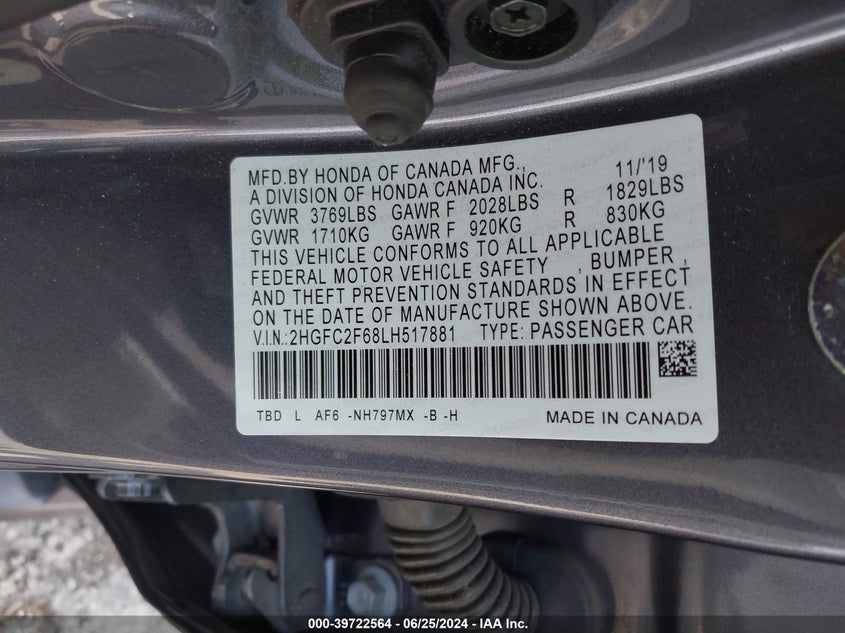 MFD.BY HONDA OF CANADA MFG., 11/'19
A DIVISION OF HONDA CANADA INC.
GVWR 3769LBS GAWR F 2028LBS R 1829LBS
GVWR 1710KG GAWR F 920KG R 830KG
THIS VEHICLE CONFORMS TO ALL APPLICABLE
FEDERAL MOTOR VEHICLE SAFETY , BUMPER ,
AND THEFT PREVENTION STANDARDS IN EFFECT
ON THE DATE OF MANUFACTURE SHOWN ABOVE.
V.I.N.:2HGFC2F68LH517881 TYPE: PASSENGER CAR
TBD L AF6 -NH797MX -B -H MADE IN CANADA
000-39722564 - 06/25/2024 - IAA Inc.